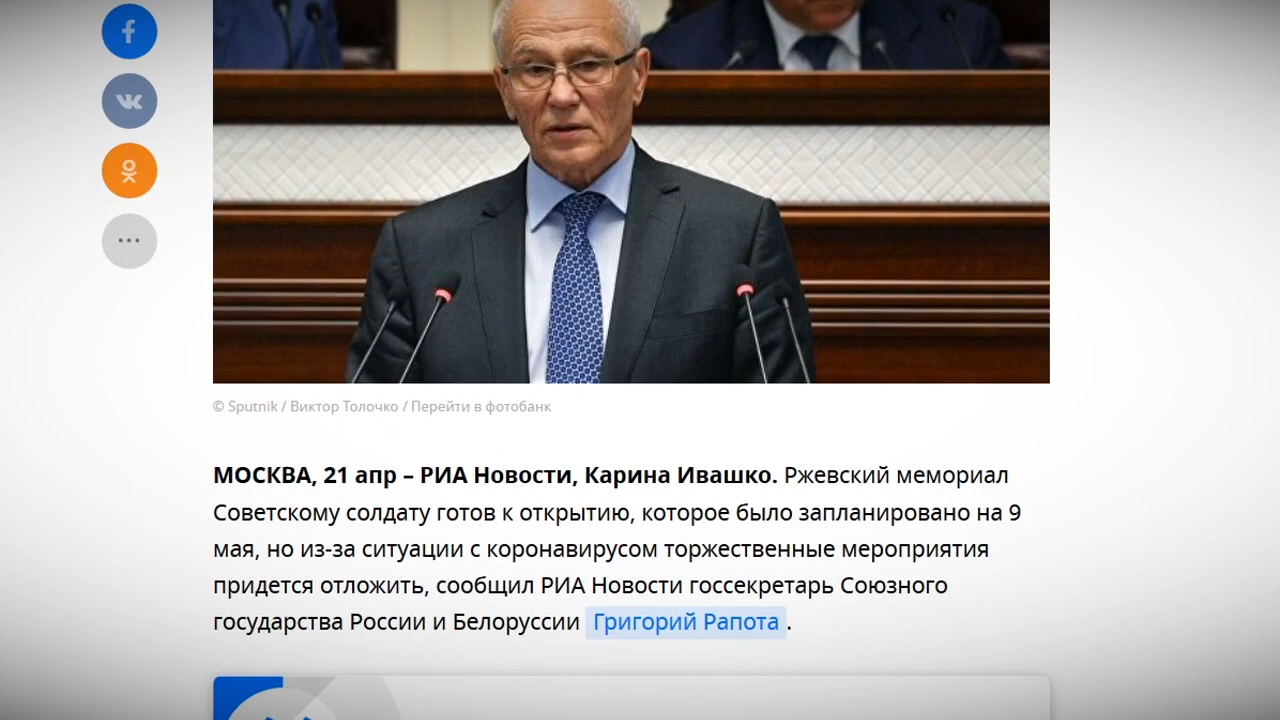 © Sputnik / Виктор Толочко / Перейти в фотобанк
МОСКВА, 21 апр – РИА Новости, Карина Ивашко. Ржевский мемориал
Советскому солдату готов к открытию, которое было запланировано на 9
мая, но из-за ситуации с коронавирусом торжественные мероприятия
придется отложить, сообщил РИА Новости госсекретарь Союзного
государства России и Белоруссии Григорий Рапота .